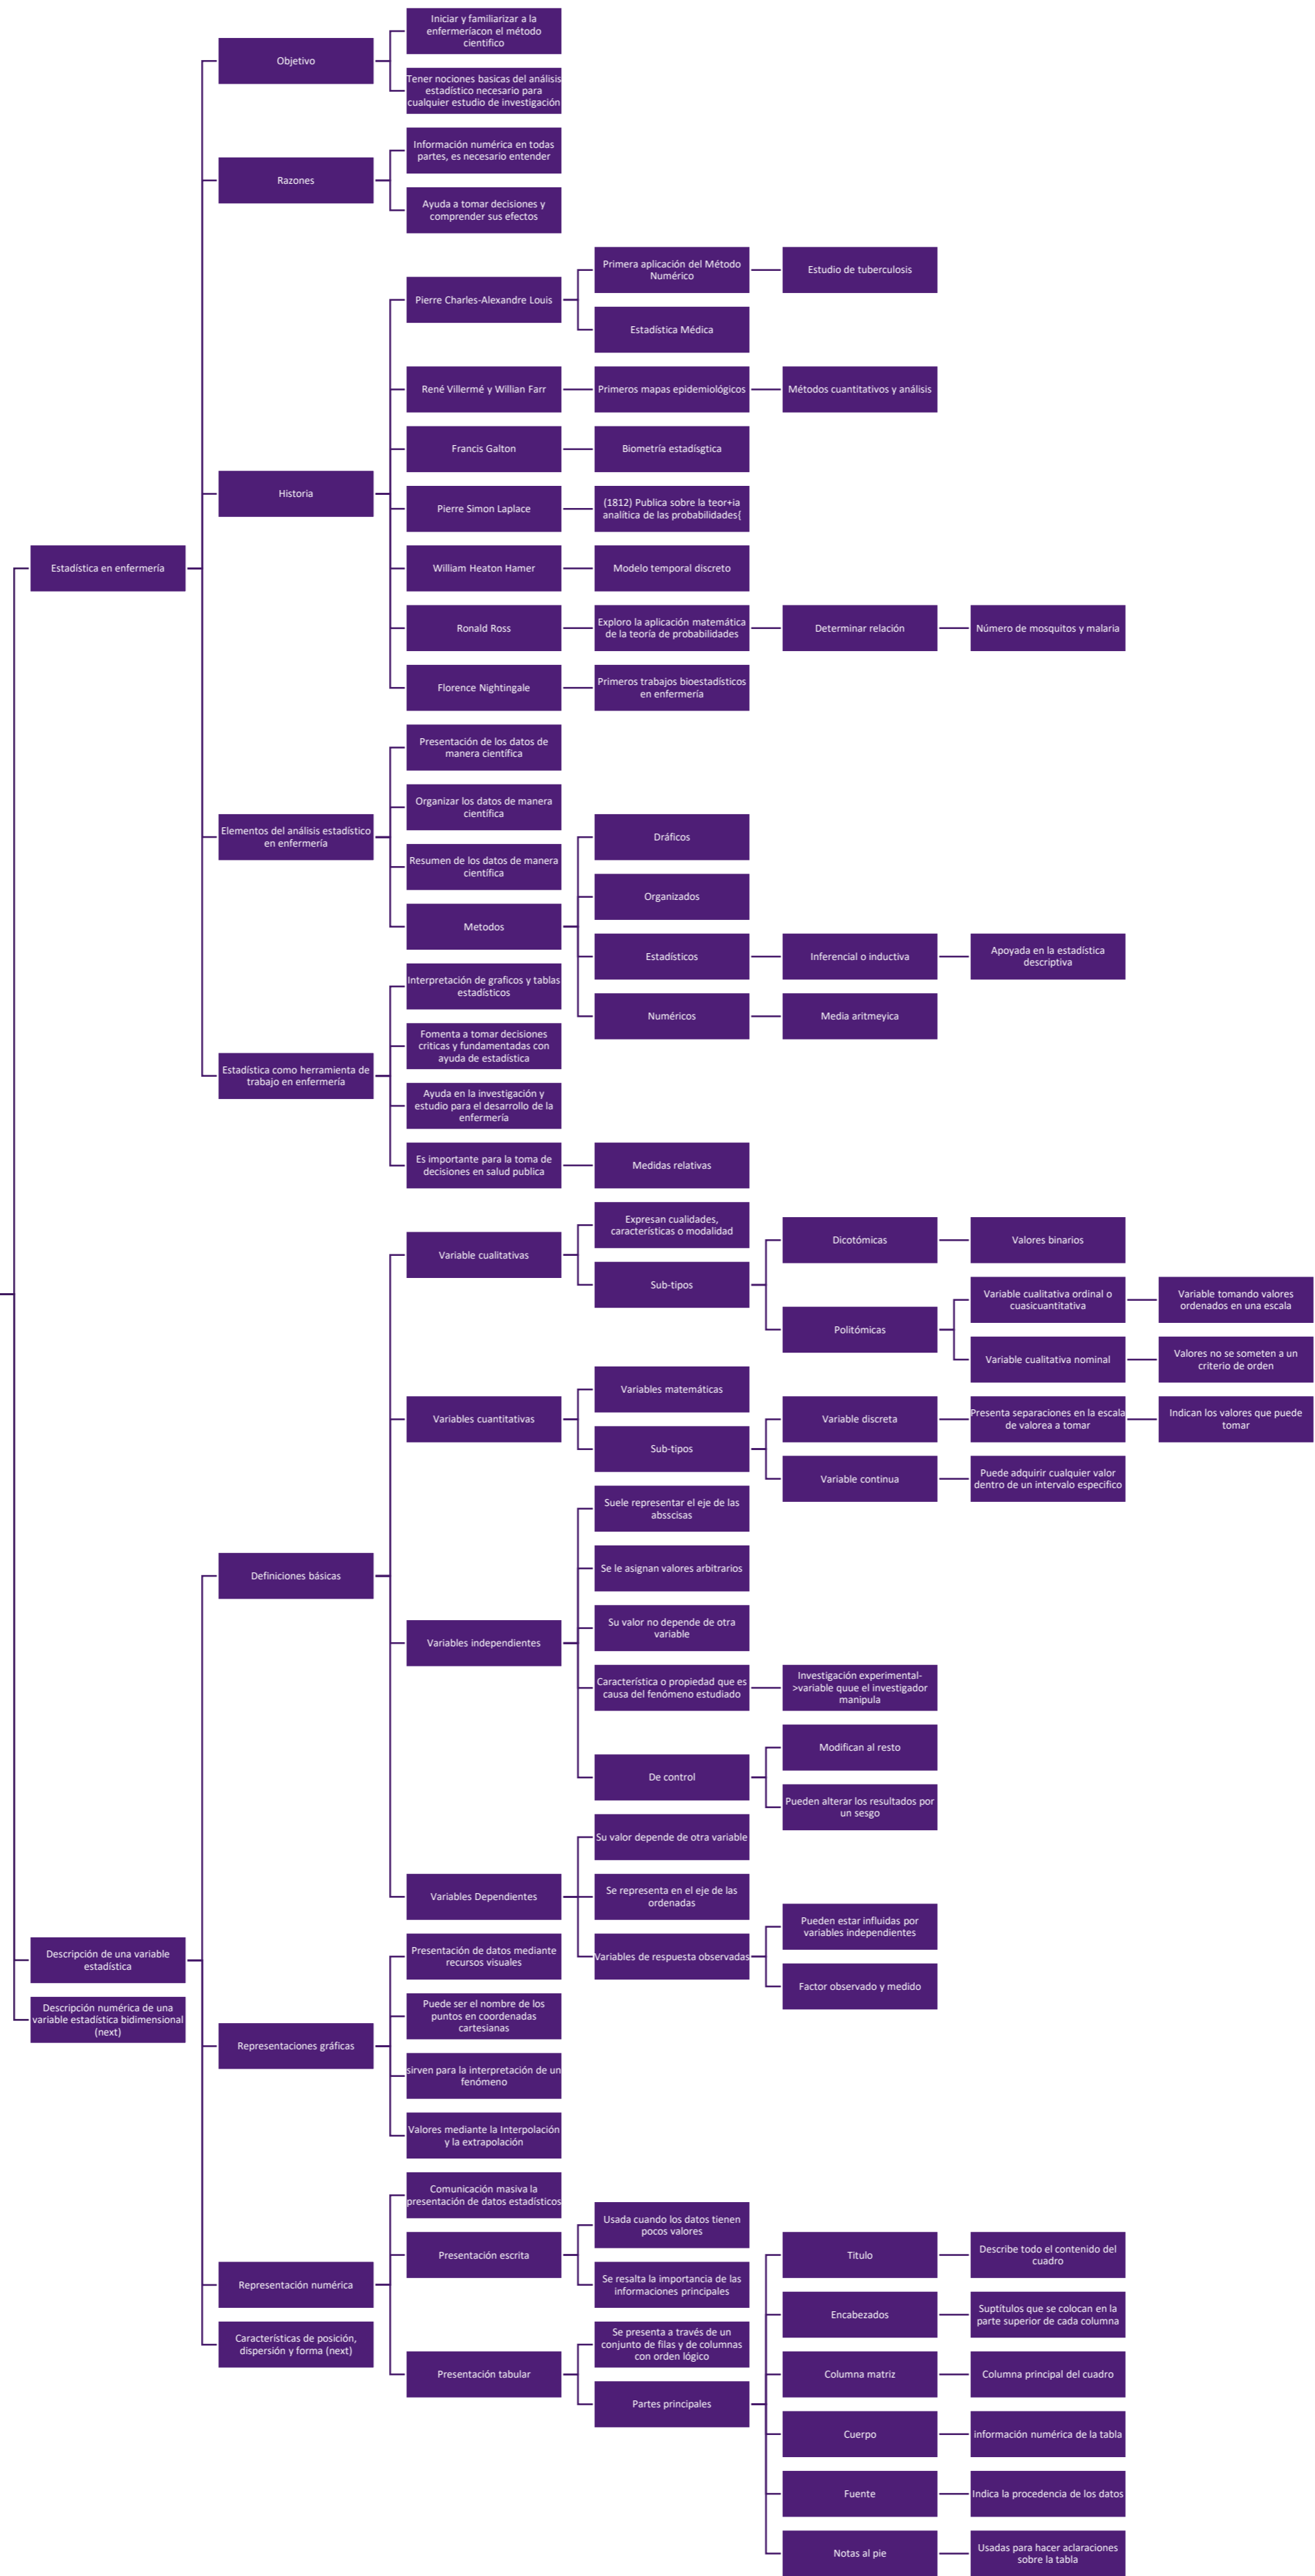 Estadística en enfermería
Objetivo
Iniciar y familiarizar a la
enfermeríacon el método
cientifico
Tener nociones basicas del análisis
estadístico necesario para
cualquier estudio de investigación
Razones
Información numérica en todas
partes, es necesario entender
Ayuda a tomar decisiones y
comprender sus efectos
Historia
Pierre Charles-Alexandre Louis
Primera aplicación del Método
Numérico
Estudio de tuberculosis
Estadística Médica
René Villermé y Willian Farr
Primeros mapas epidemiológicos
Métodos cuantitativos y análisis
Francis Galton
Biometría estadísgtica
Pierre Simon Laplace
(1812) Publica sobre la teor+ia
analítica de las probabilidades{
William Heaton Hamer
Modelo temporal discreto
Ronald Ross
Exploro la aplicación matemática
de la teoría de probabilidades
Determinar relación
Número de mosquitos y malaria
Florence Nightingale
Primeros trabajos bioestadísticos
en enfermería
Elementos del análisis estadístico
en enfermería
Presentación de los datos de
manera científica
Organizar los datos de manera
científica
Resumen de los datos de manera
científica
Metodos
Dráficos
Organizados
Estadísticos
Inferencial o inductiva
Apoyada en la estadística
descriptiva
Numéricos
Media aritmeyica
Estadística como herramienta de
trabajo en enfermería
Interpretación de graficos y tablas
estadísticos
Fomenta a tomar decisiones
criticas y fundamentadas con
ayuda de estadística
Ayuda en la investigación y
estudio para el desarrollo de la
enfermería
Es importante para la toma de
decisiones en salud publica
Medidas relativas
Descripción de una variable
estadística
Definiciones básicas
Variable cualitativas
Expresan cualidades,
características o modalidad
Sub-tipos
Dicotómicas
Valores binarios
Politómicas
Variable cualitativa ordinal o
cuasicuantitativa
Variable tomando valores
ordenados en una escala
Variable cualitativa nominal
Valores no se someten a un
criterio de orden
Variables cuantitativas
Variables matemáticas
Sub-tipos
Variable discreta
Presenta separaciones en la escala
de valorea a tomar
Indican los valores que puede
tomar
Variable continua
Puede adquirir cualquier valor
dentro de un intervalo especifico
Variables independientes
Suele representar el eje de las
absscisas
Se le asignan valores arbitrarios
Su valor no depende de otra
variable
Característica o propiedad que es
causa del fenómeno estudiado
Investigación experimental-
>variable quue el investigador
manipula
De control
Modifican al resto
Pueden alterar los resultados por
un sesgo
Variables Dependientes
Su valor depende de otra variable
Se representa en el eje de las
ordenadas
Variables de respuesta observadas
Pueden estar influidas por
variables independientes
Factor observado y medido
Representaciones gráficas
Presentación de datos mediante
recursos visuales
Puede ser el nombre de los
puntos en coordenadas
cartesianas
sirven para la interpretación de un
fenómeno
Valores mediante la Interpolación
y la extrapolación
Representación numérica
Comunicación masiva la
presentación de datos estadísticos
Presentación escrita
Usada cuando los datos tienen
pocos valores
Se resalta la importancia de las
informaciones principales
Presentación tabular
Se presenta a través de un
conjunto de filas y de columnas
con orden lógico
Partes principales
Titulo
Describe todo el contenido del
cuadro
Encabezados
Suptítulos que se colocan en la
parte superior de cada columna
Columna matriz
Columna principal del cuadro
Cuerpo
información numérica de la tabla
Fuente
Indica la procedencia de los datos
Notas al pie
Usadas para hacer aclaraciones
sobre la tabla
Características de posición,
dispersión y forma (next)
Descripción numérica de una
variable estadística bidimensional
(next)